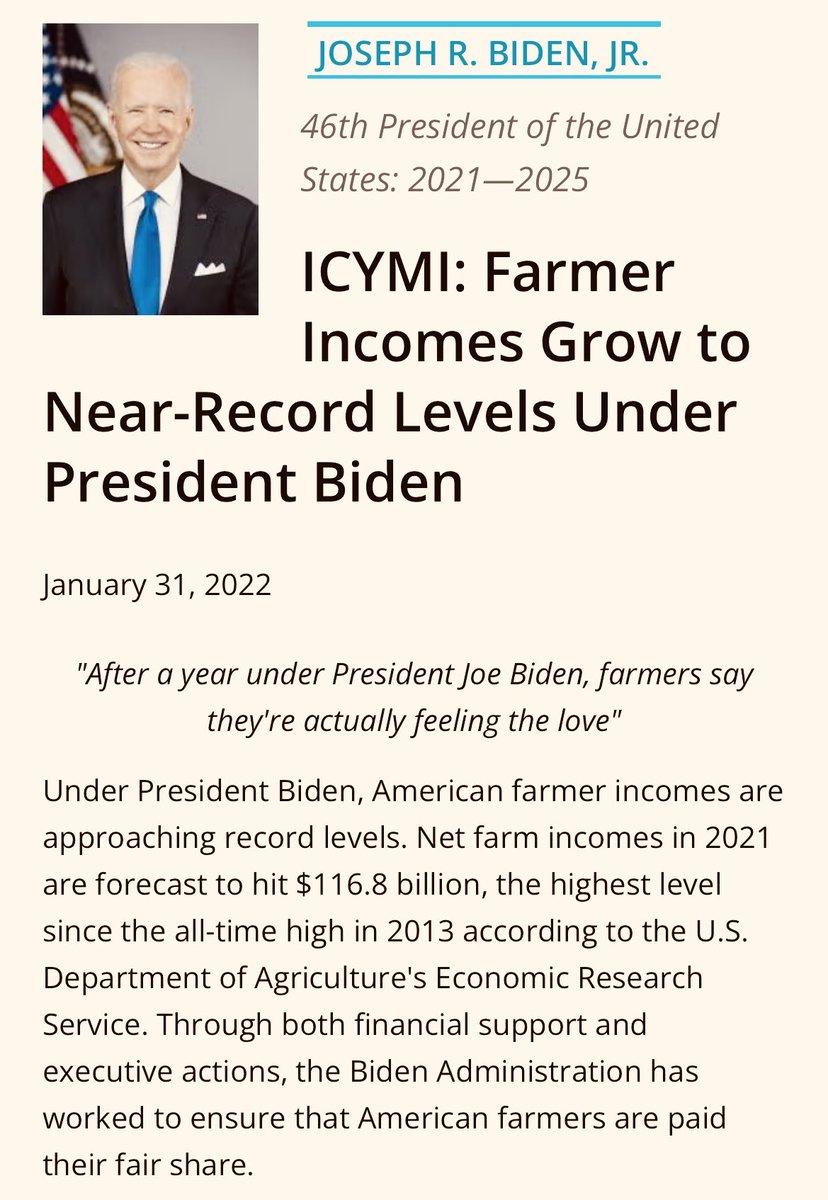 JOSEPH R. BIDEN, JR.
46th President of the United
States: 2021—2025
ICYMI: Farmer
Incomes Grow to
Near-Record Levels Under
President Biden
January 31, 2022
"After a year under President Joe Biden, farmers say
they're actually feeling the love"
Under President Biden, American farmer incomes are
approaching record levels. Net farm incomes in 2021
are forecast to hit $116.8 billion, the highest level
since the all-time high in 2013 according to the U.S.
Department of Agriculture's Economic Research
Service. Through both financial support and
executive actions, the Biden Administration has
worked to ensure that American farmers are paid
their fair share.